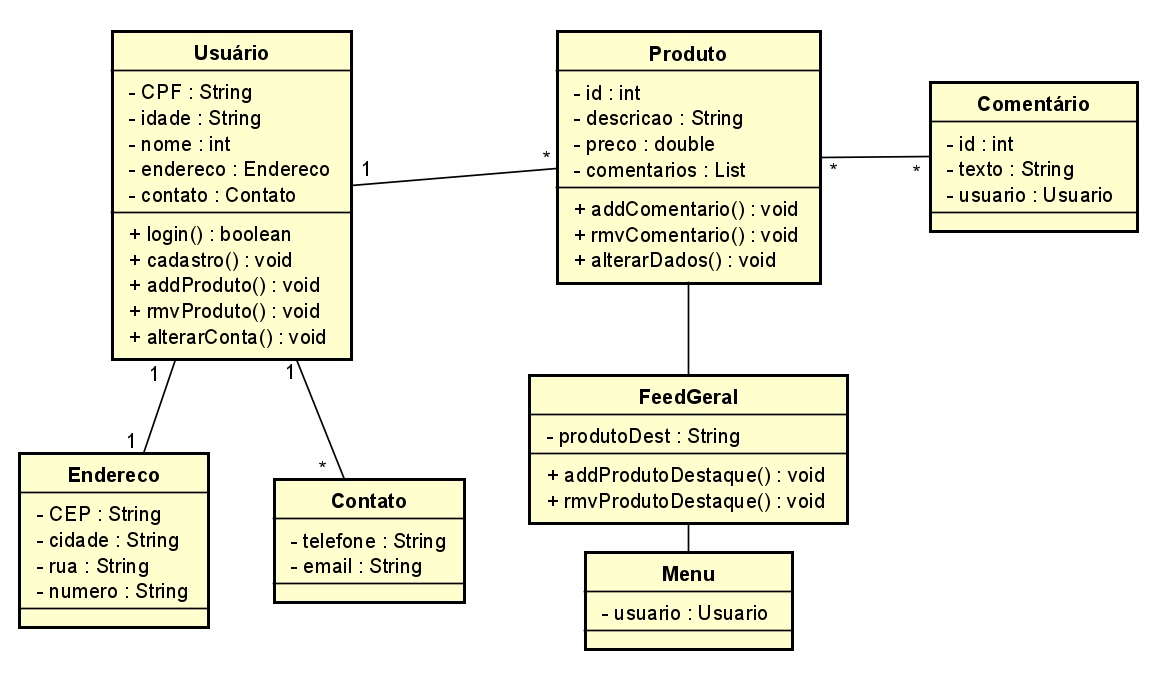 Usuário
- CPF : String
- idade : String
- nome : int
- endereco : Endereco
- contato : Contato
+ login() : boolean
+ cadastro() : void
+ addProduto() : void
+ rmvProduto() : void
+ alterarConta() : void
1
*
Produto
- id : int
- descricao : String
- preco : double
- comentarios : List
+ addComentario() : void
+ rmvComentario() : void
+ alterarDados() : void
*
*
Comentário
- id : int
- texto : String
- usuario : Usuario
1
1
1
*
Endereco
- CEP : String
- cidade : String
- rua : String
- numero : String
Contato
- telefone : String
- email : String
FeedGeral
- produtoDest : String
+ addProdutoDestaque() : void
+ rmvProdutoDestaque() : void
Menu
- usuario : Usuario